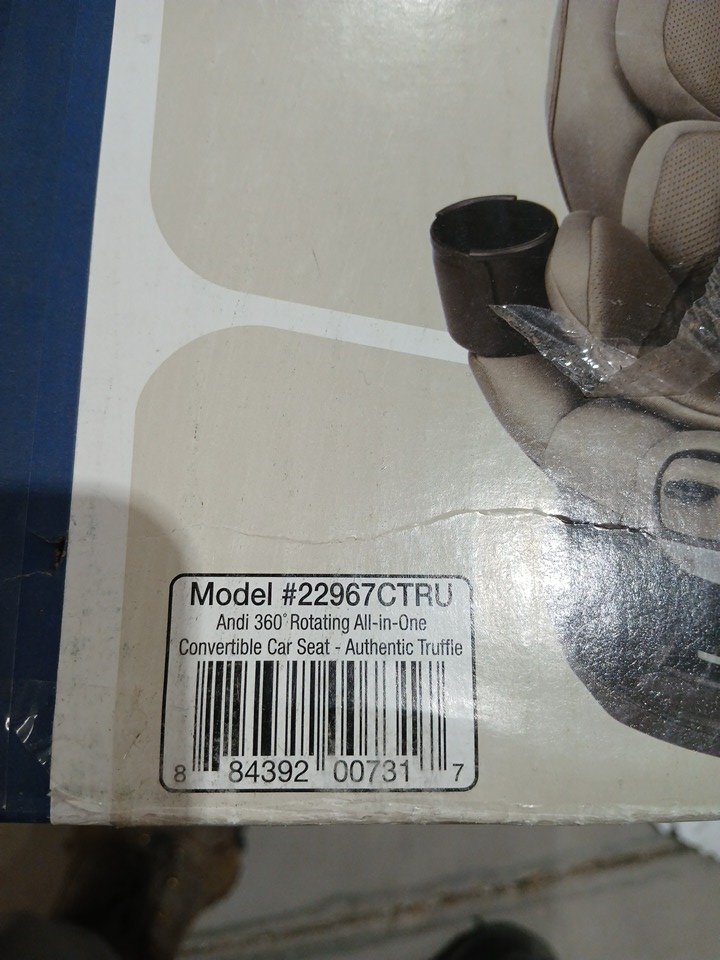 Model #22967CTRU
Andi 360° Rotating All-in-One
Convertible Car Seat - Authentic Truffle
8 84392 00731 7